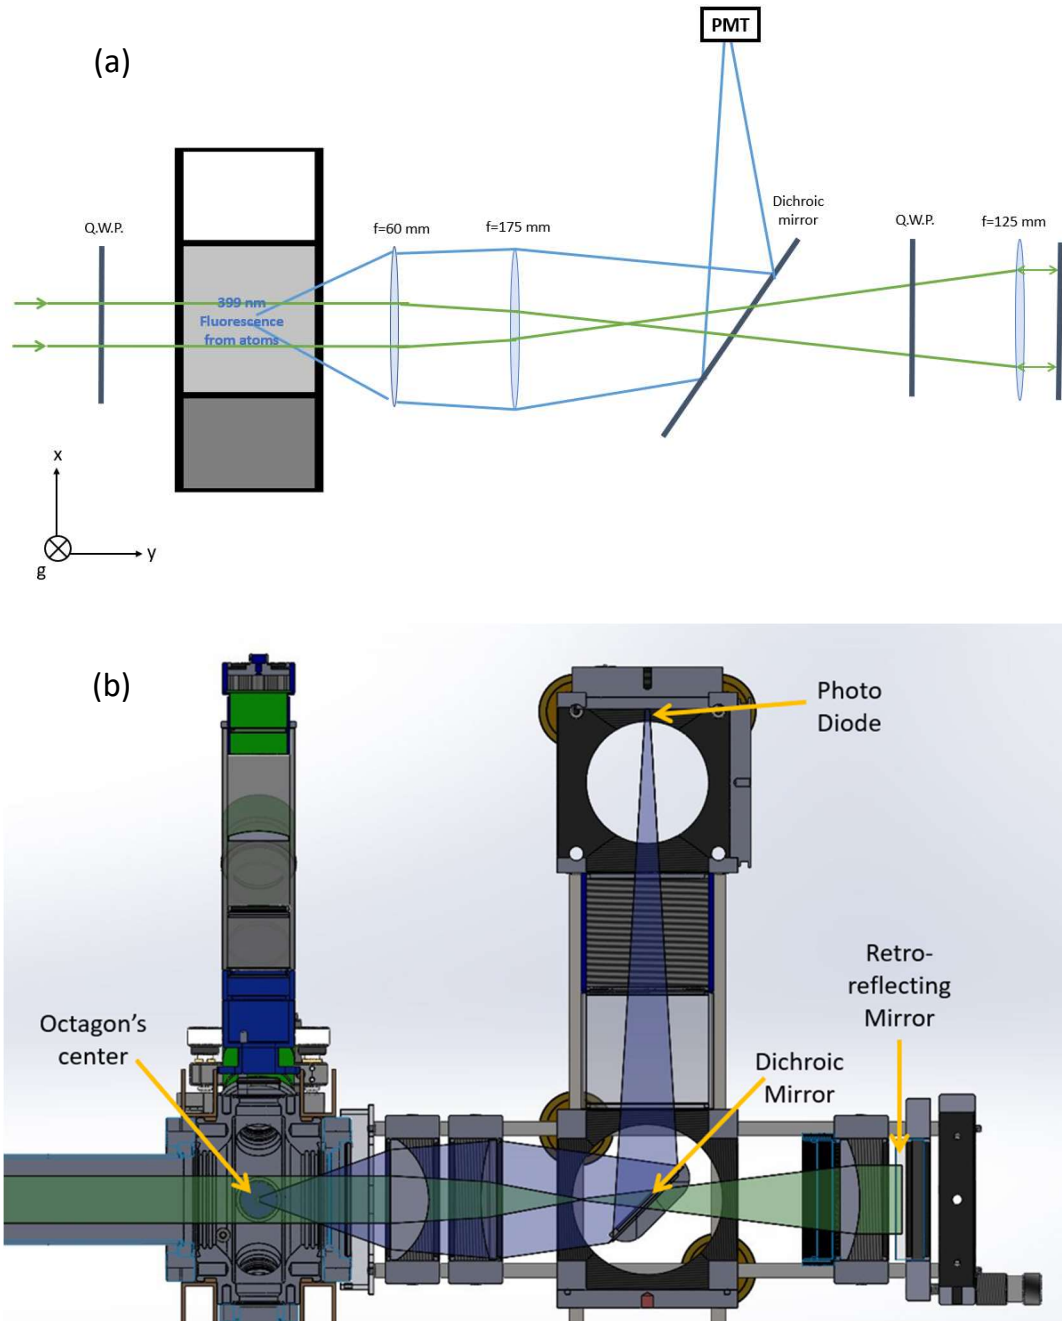 (a)
PMT
Dichroic
mirror
Q.W.P.
f=60 mm
f=175 mm
Q.W.P.
f=125 mm
399 nm
Fluorescence
from atoms
x
y
g
(b)
Photo
Diode
Retro-
reflecting
Mirror
Octagon's
center
Dichroic
Mirror